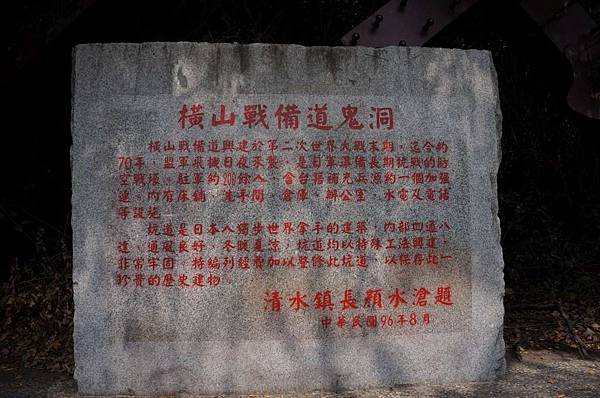 橫山戰備道鬼洞
橫山戰備道興建於第二次世界大戰末期，迄今約
70年，盟軍飛機日夜來襲，是日軍準備長期抗戰的防
空戰壕。駐軍約200餘人，含台籍補充兵源約一個加強
連。內有床舖、洗手間、倉庫、辦公室、水電及電話
等設施。
坑道是日本人獨步世界拿手的建築，內部四通八
達，通風良好，冬暖夏涼，坑道均以特殊工法興建，
非常牢固，特編列經費加以整修此坑道，以保存此一
珍貴的歷史建物。
清水鎮長顏水滄題
中華民國96年8月